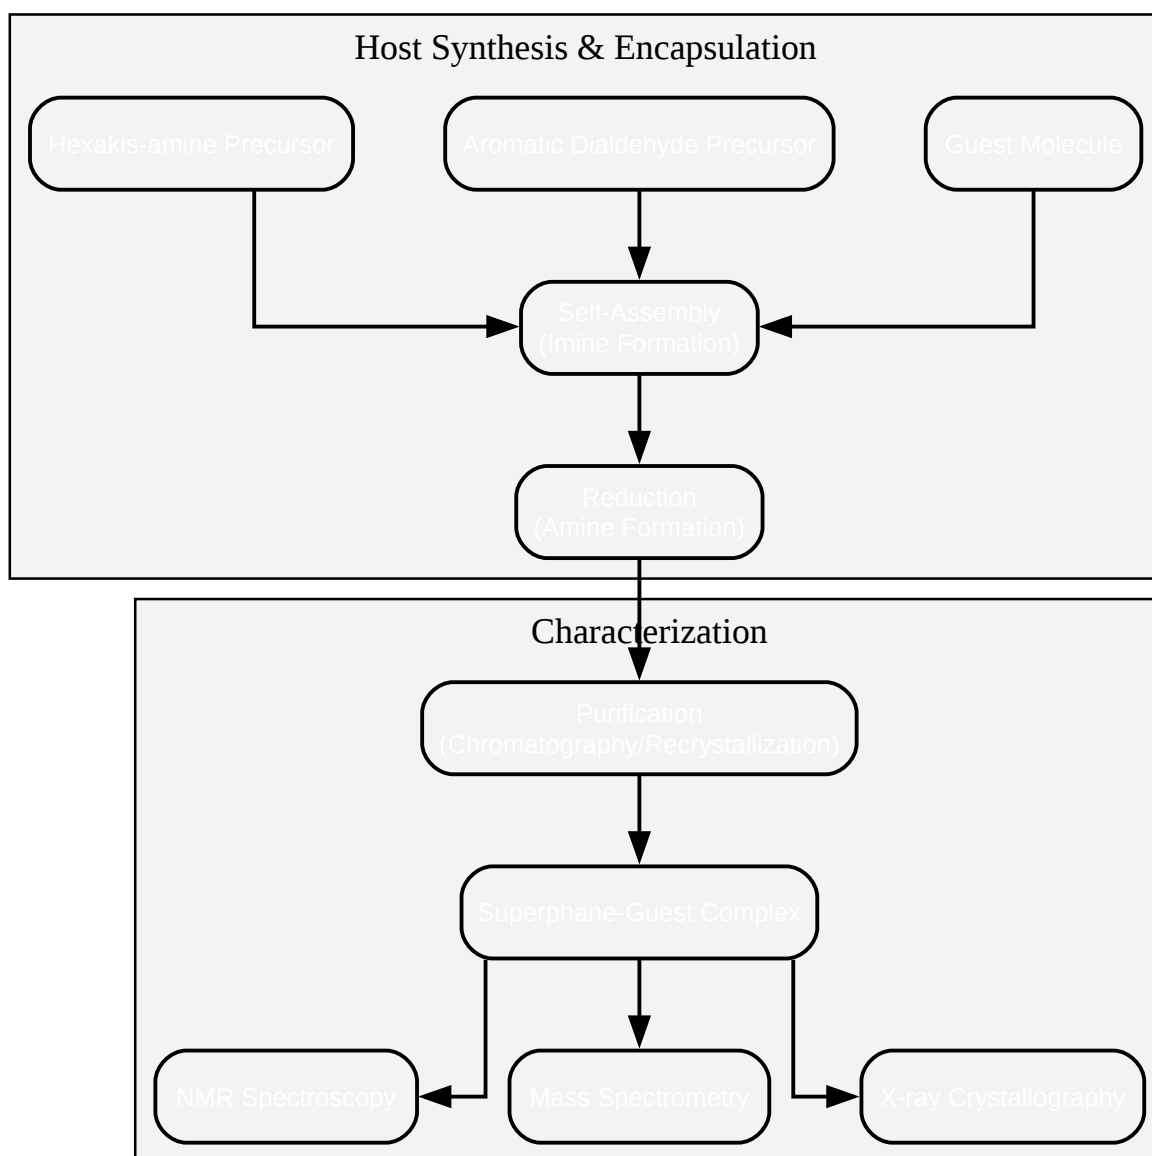 Host Synthesis & Encapsulation
Hexakis-amine Precursor
Aromatic Dialdehyde Precursor
Guest Molecule
Self-Assembly
(Imine Formation)
Reduction
(Amine Formation)
Characterization
Purification
(Chromatography/Recrystallization)
Superphane-Guest Complex
NMR Spectroscopy
Mass Spectrometry
X-ray Crystallography